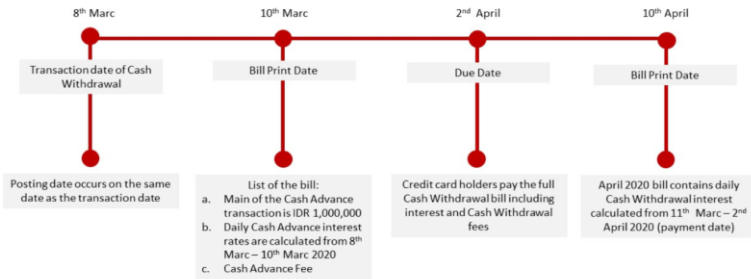 8th Marc
10th Marc
2nd April
10th April
Transaction date of Cash
Withdrawal
Bill Print Date
Due Date
Bill Print Date
Posting date occurs on the same
date as the transaction date
List of the bill:
a. Main of the Cash Advance
transaction is IDR 1,000,000
b. Daily Cash Advance interest
rates are calculated from 8th
Marc – 10th Marc 2020
c. Cash Advance Fee
Credit card holders pay the full
Cash Withdrawal bill including
interest and Cash Withdrawal
fees
April 2020 bill contains daily
Cash Withdrawal interest
calculated from 11th Marc – 2nd
April 2020 (payment date)